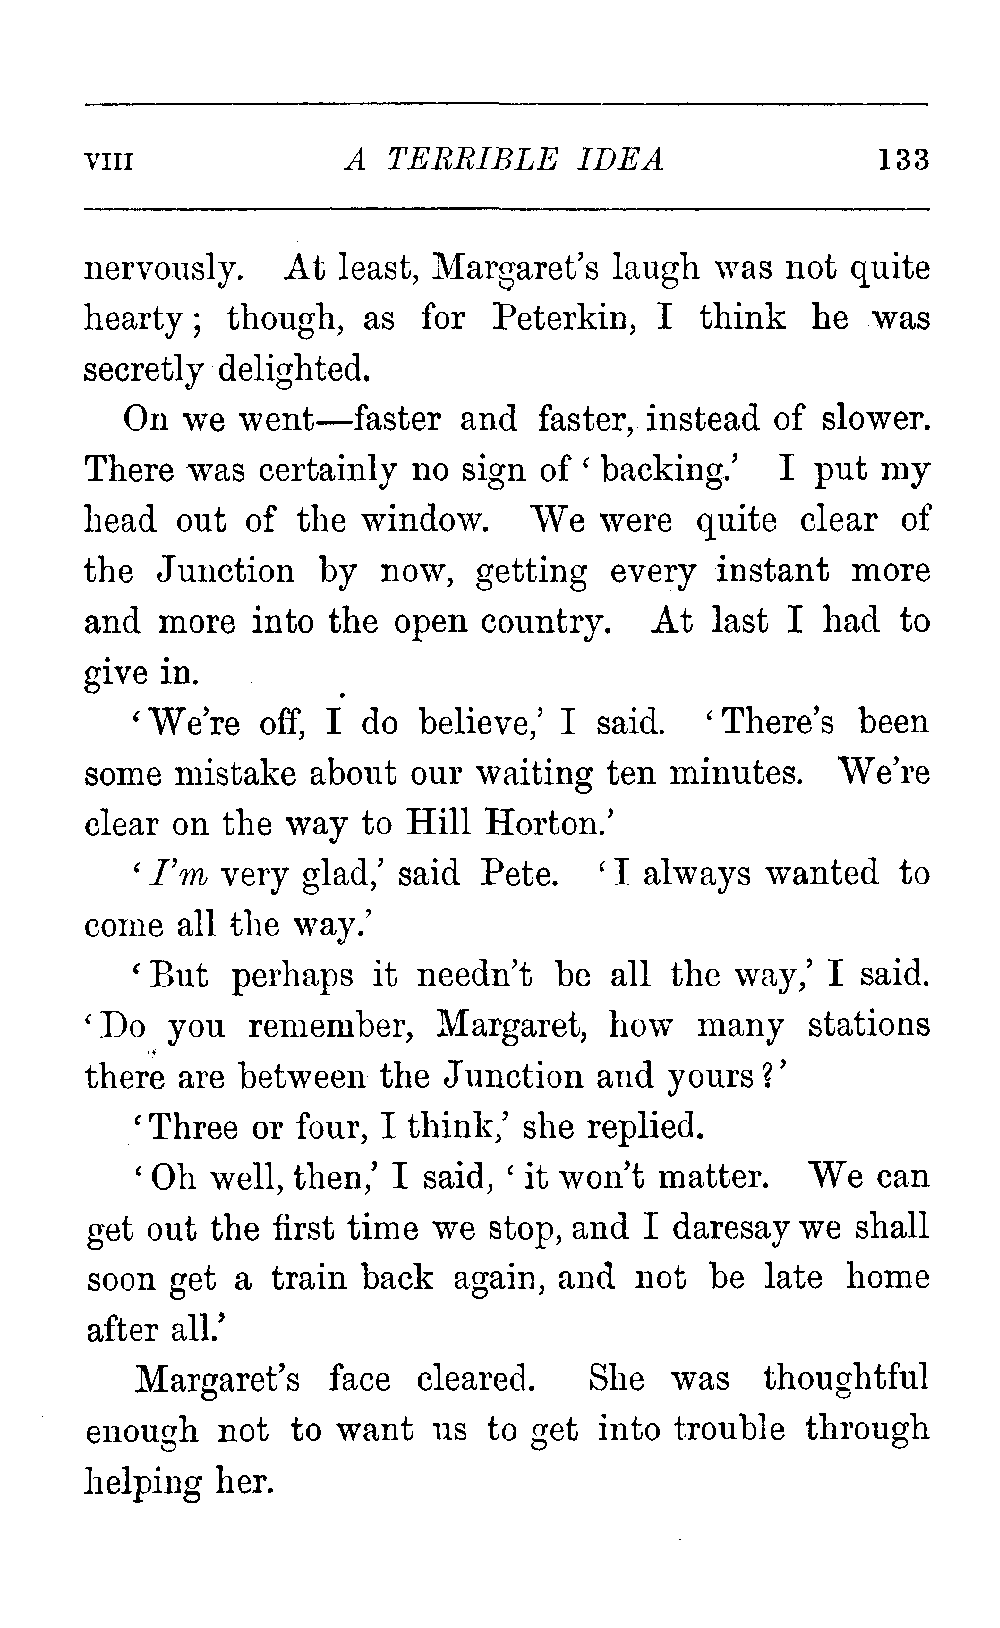 VIII A TERRIBLE IDEA 133
nervously. At least, Margaret's laugh was not quite
hearty; though, as for Peterkin, I think he was
secretly delighted.
On we went—faster and faster, instead of slower.
There was certainly no sign of 'backing.' I put my
head out of the window. We were quite clear of
the Junction by now, getting every instant more
and more into the open country. At last I had to
give in.
'We're off, I do believe,' I said. 'There's been
some mistake about our waiting ten minutes. We're
clear on the way to Hill Horton.'
'I'm very glad,' said Pete. 'I always wanted to
come all the way.'
'But perhaps it needn't be all the way,' I said.
'Do you remember, Margaret, how many stations
there are between the Junction and yours?'
'Three or four, I think,' she replied.
'Oh well, then,' I said, 'it won't matter. We can
get out the first time we stop, and I daresay we shall
soon get a train back again, and not be late home
after all.'
Margaret's face cleared. She was thoughtful
enough not to want us to get into trouble through
helping her.